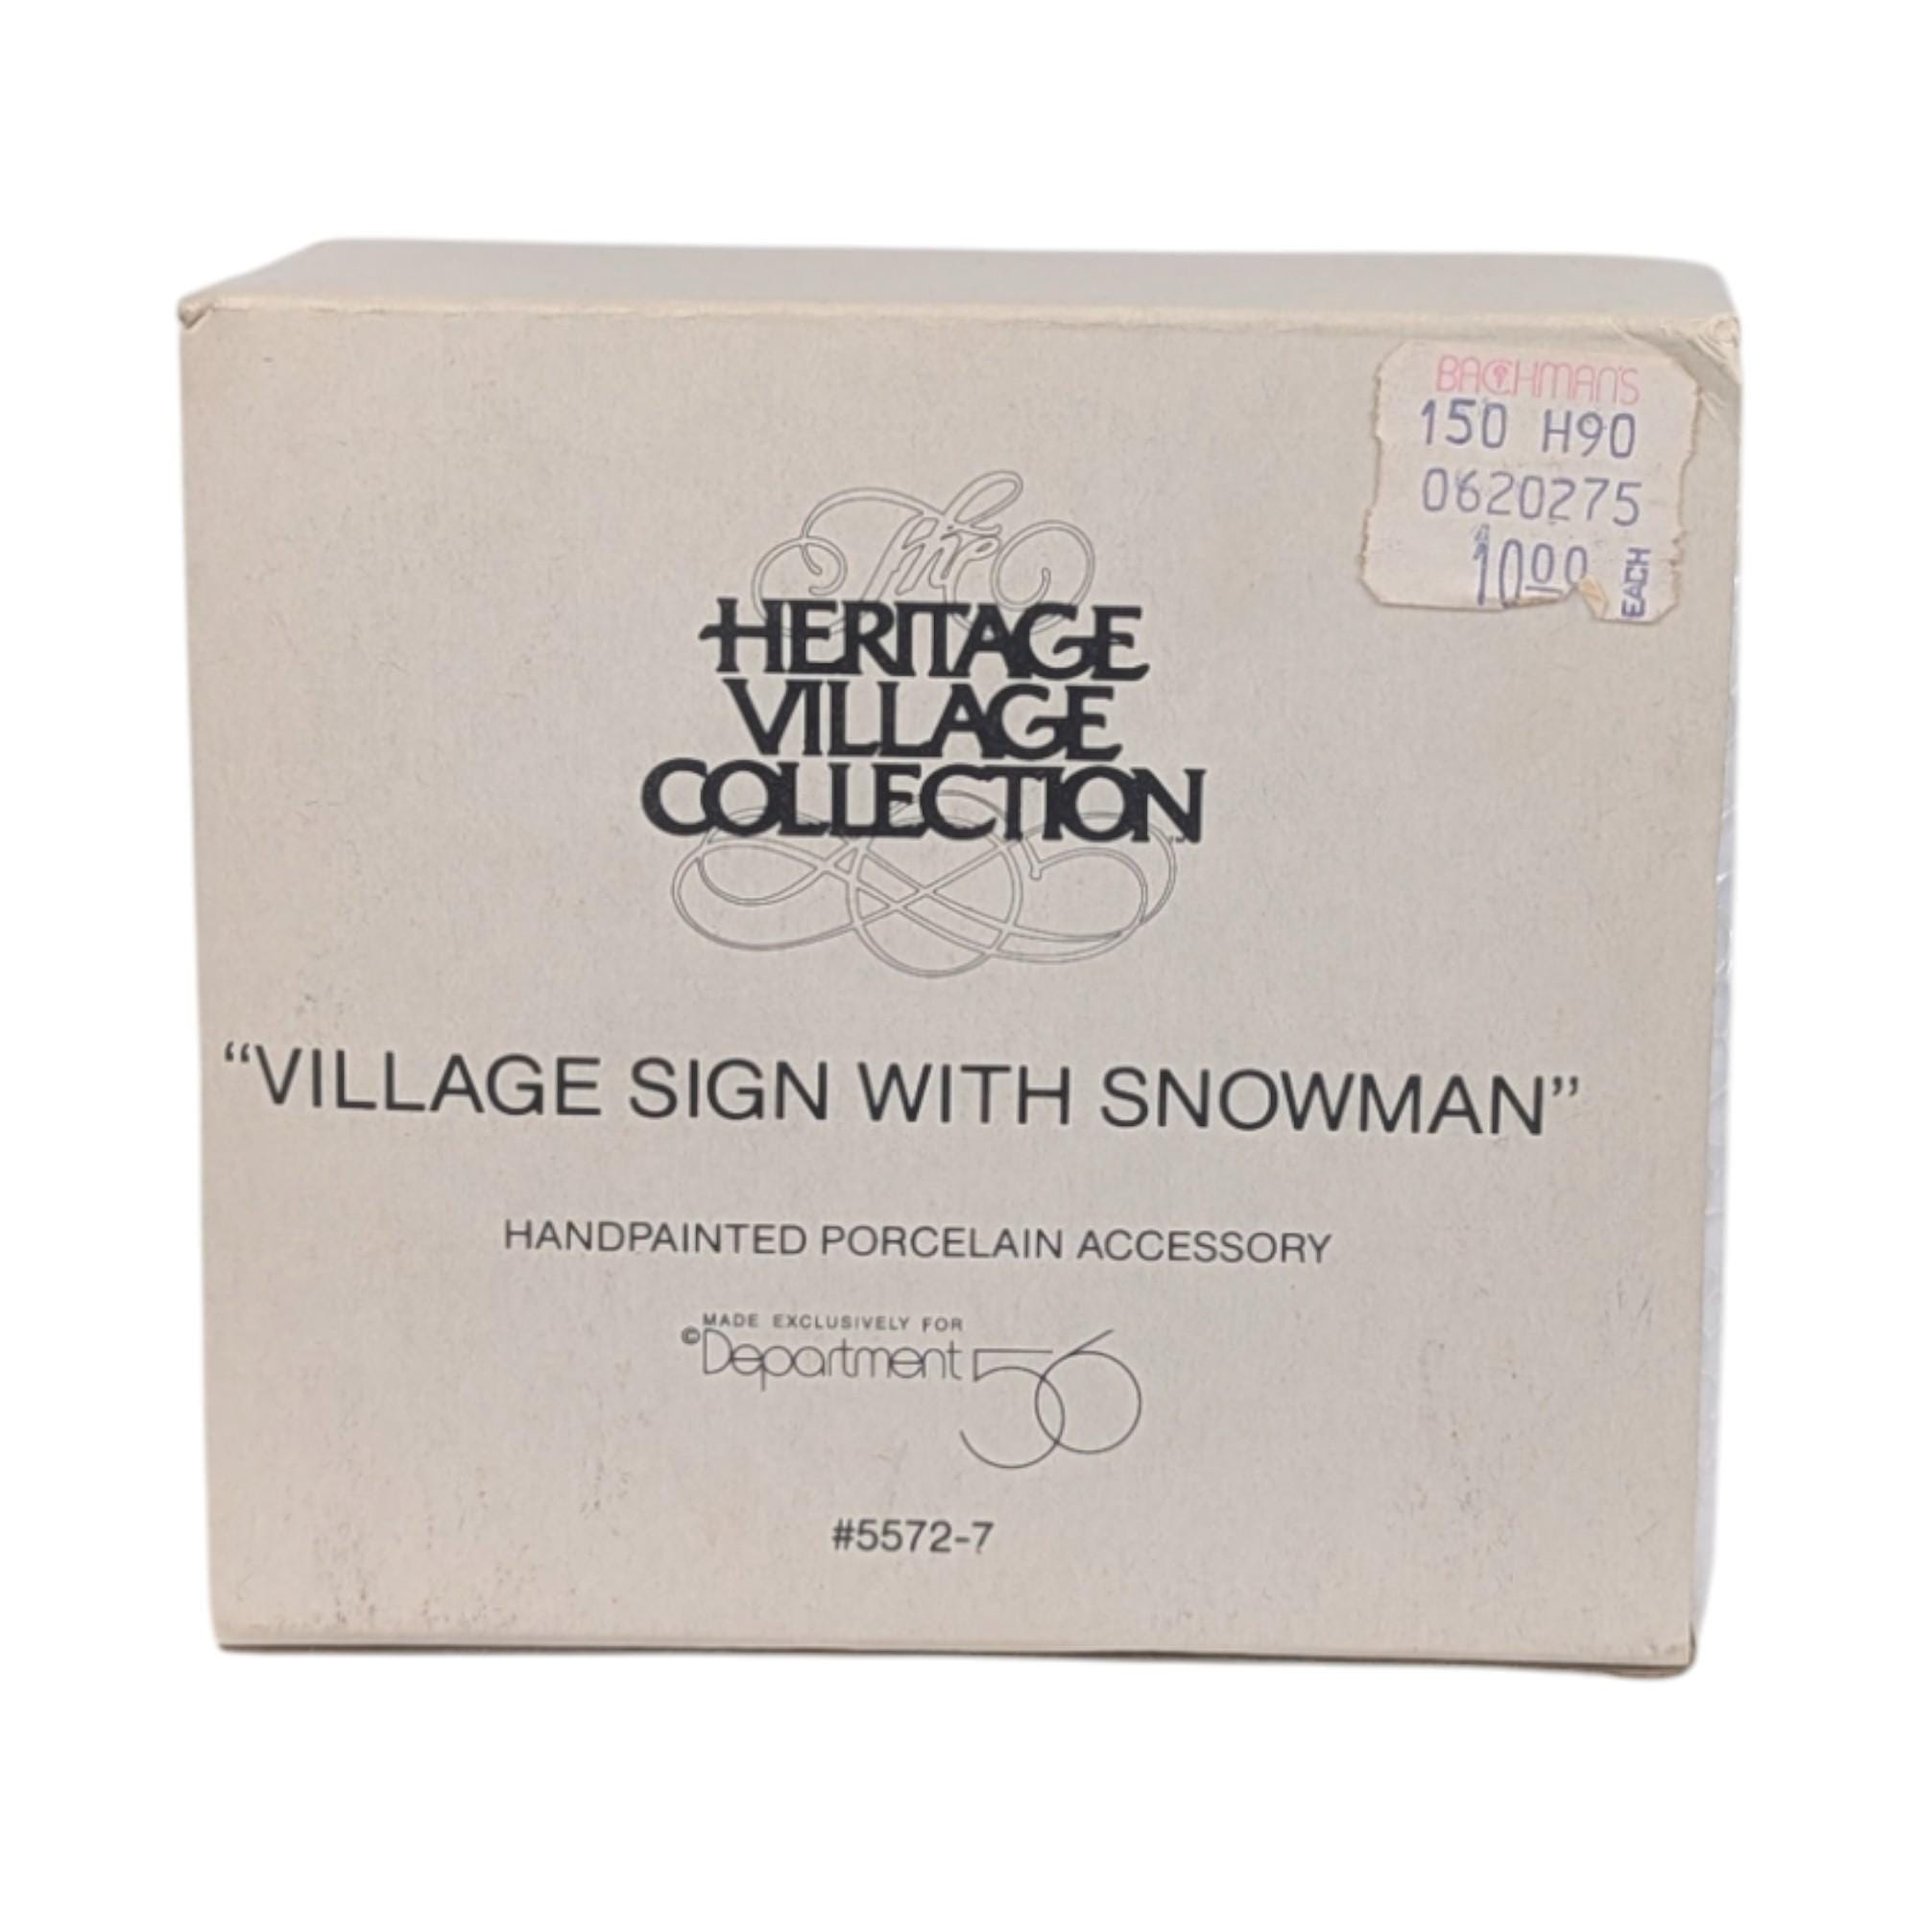 BACHMAN'S
150 H90
0620275
$10.00 EACH
The
HERITAGE
VILLAGE
COLLECTION
“VILLAGE SIGN WITH SNOWMAN”
HANDPAINTED PORCELAIN ACCESSORY
MADE EXCLUSIVELY FOR
©Department 56
#5572-7